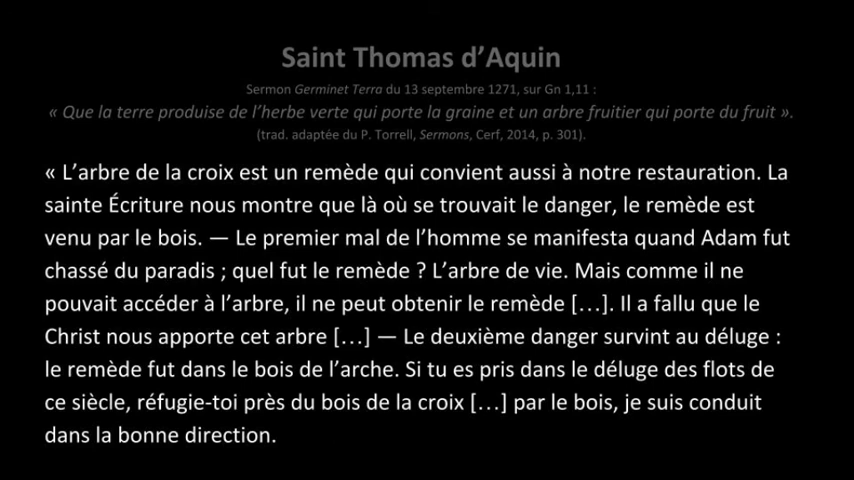 Saint Thomas d’Aquin
Sermon Germinet Terra du 13 septembre 1271, sur Gn 1,11 :
« Que la terre produise de l’herbe verte qui porte la graine et un arbre fruitier qui porte du fruit ».
(trad. adaptée du P. Torrell, Sermons, Cerf, 2014, p. 301).
« L’arbre de la croix est un remède qui convient aussi à notre restauration. La
sainte Écriture nous montre que là où se trouvait le danger, le remède est
venu par le bois. — Le premier mal de l’homme se manifesta quand Adam fut
chassé du paradis ; quel fut le remède ? L’arbre de vie. Mais comme il ne
pouvait accéder à l’arbre, il ne peut obtenir le remède […]. Il a fallu que le
Christ nous apporte cet arbre […] — Le deuxième danger survint au déluge :
le remède fut dans le bois de l’arche. Si tu es pris dans le déluge des flots de
ce siècle, réfugie-toi près du bois de la croix […] par le bois, je suis conduit
dans la bonne direction.